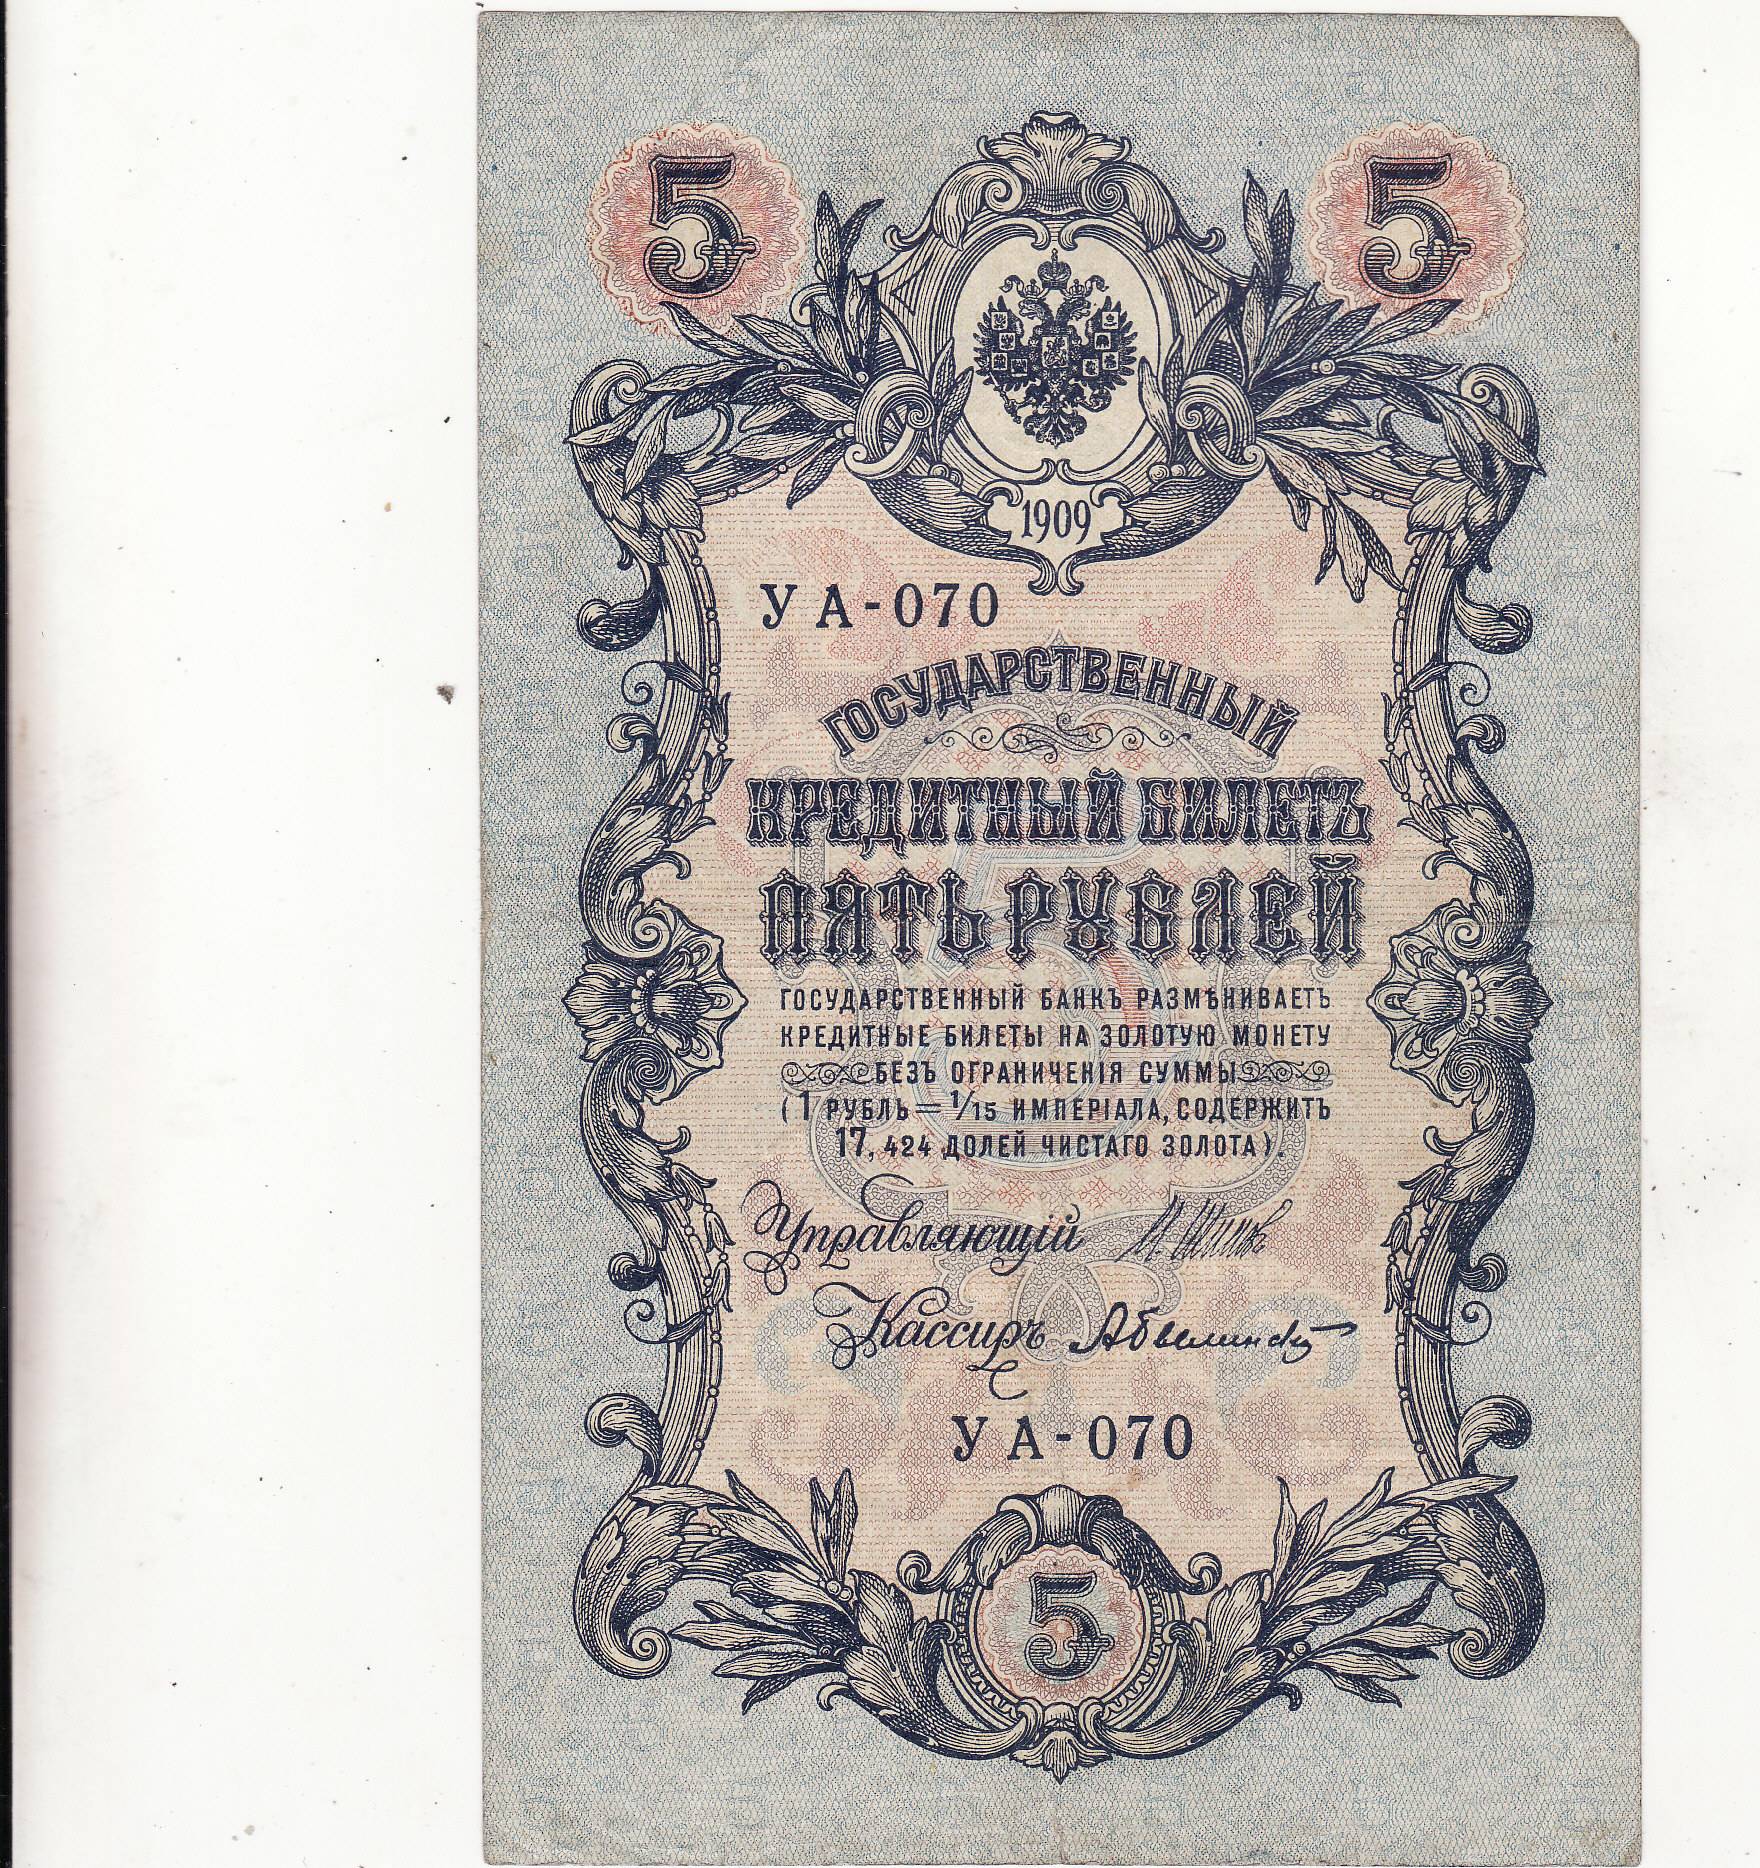 5 5
1909
УА-070
ГОСУДАРСТВЕННЫЙ
КРЕДИТНЫЙ БИЛЕТЪ
ПЯТЬ РУБЛЕЙ
ГОСУДАРСТВЕННЫЙ БАНКЪ РАЗМѢНИВАЕТЪ
КРЕДИТНЫЕ БИЛЕТЫ НА ЗОЛОТУЮ МОНЕТУ
БЕЗЪ ОГРАНИЧЕНІЯ СУММЫ
(1 РУБЛЬ = 1/15 ИМПЕРІАЛА, СОДЕРЖИТЪ
17,424 ДОЛЕЙ ЧИСТАГО ЗОЛОТА).
Управляющій И. Шиповъ
Кассиръ
УА-070
5